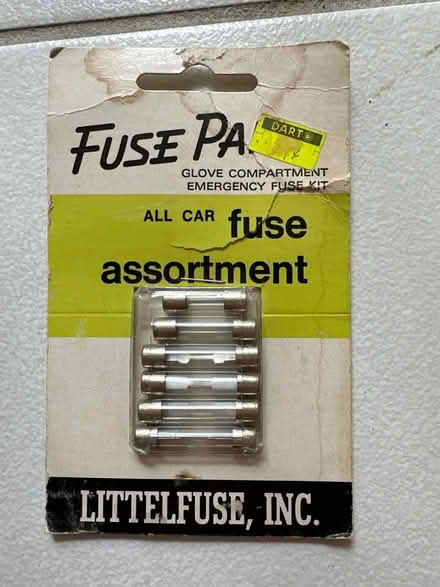 FUSE PA
DART
GLOVE COMPARTMENT
EMERGENCY FUSE KIT
ALL CAR fuse
assortment
LITTELFUSE, INC.